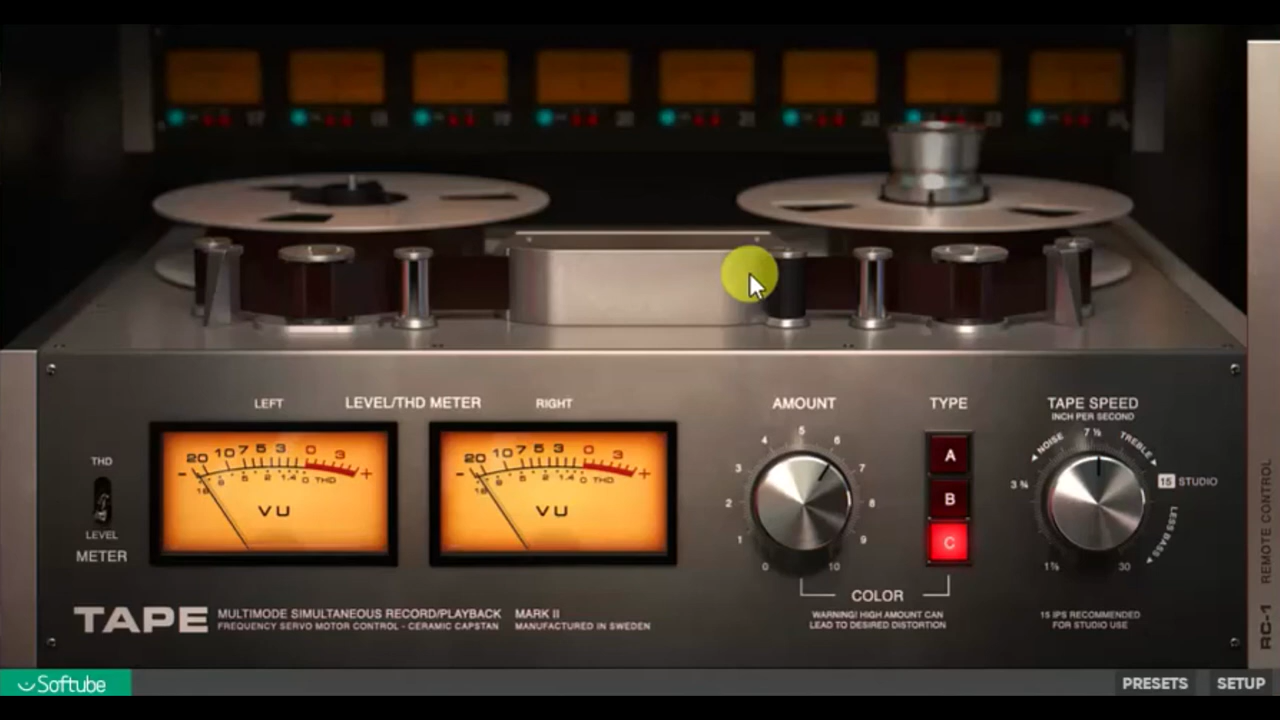 LEFT
LEVEL/THD METER
RIGHT
AMOUNT
TYPE
TAPE SPEED
INCH PER SECOND
THD
LEVEL
METER
20 10 7 5 3 0 3
- +
0 THD
VU
20 10 7 5 3 0 3
- +
0 THD
VU
0 1 2 3 4 5 6 7 8 9 10
A
B
C
COLOR
WARNING! HIGH AMOUNT CAN
LEAD TO DESIRED DISTORTION
NOISE
7 ½
TREBLE
3 ¾
15 STUDIO
LESS BASS
30
15 IPS RECOMMENDED
FOR STUDIO USE
TAPE
MULTIMODE SIMULTANEOUS RECORD/PLAYBACK
FREQUENCY SERVO MOTOR CONTROL - CERAMIC CAPSTAN
MARK II
MANUFACTURED IN SWEDEN
RC-1 REMOTE CONTROL
Softube
PRESETS
SETUP